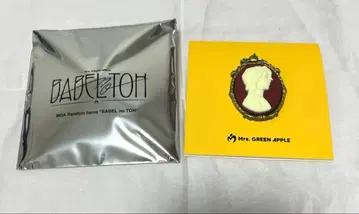 BABEL no TOH
MGA Random Items "BABEL no TOH"
Mrs. GREEN APPLE